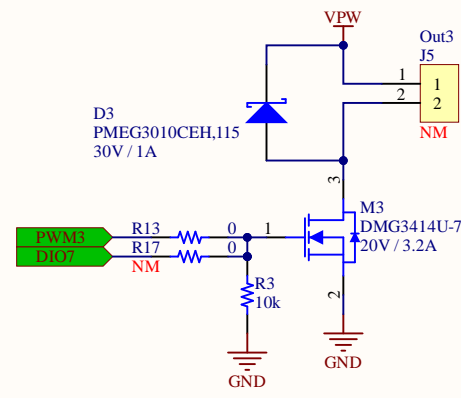 VPW
Out3
J5
1
1
2
2
NM
D3
PMEG3010CEH,115
30V / 1A
3
M3
DMG3414U-7
20V / 3.2A
PWM3
R13
0
1
DIO7
R17
0
NM
R3
10k
2
GND
GND